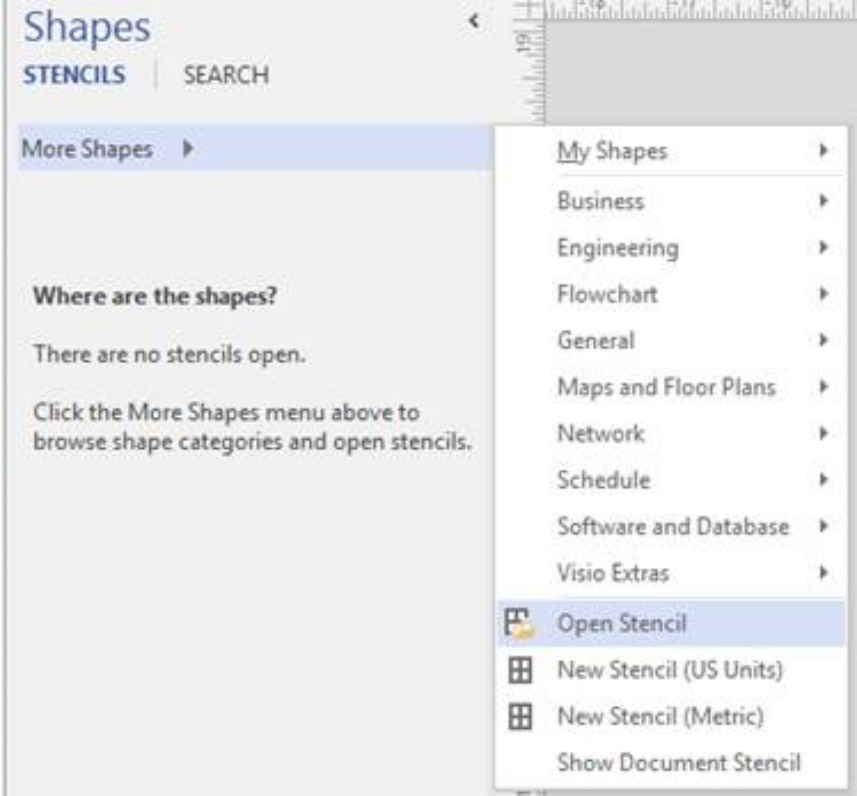 Shapes
STENCILS SEARCH
More Shapes
Where are the shapes?
There are no stencils open.
Click the More Shapes menu above to
browse shape categories and open stencils.
My Shapes
Business
Engineering
Flowchart
General
Maps and Floor Plans
Network
Schedule
Software and Database
Visio Extras
Open Stencil
New Stencil (US Units)
New Stencil (Metric)
Show Document Stencil
19